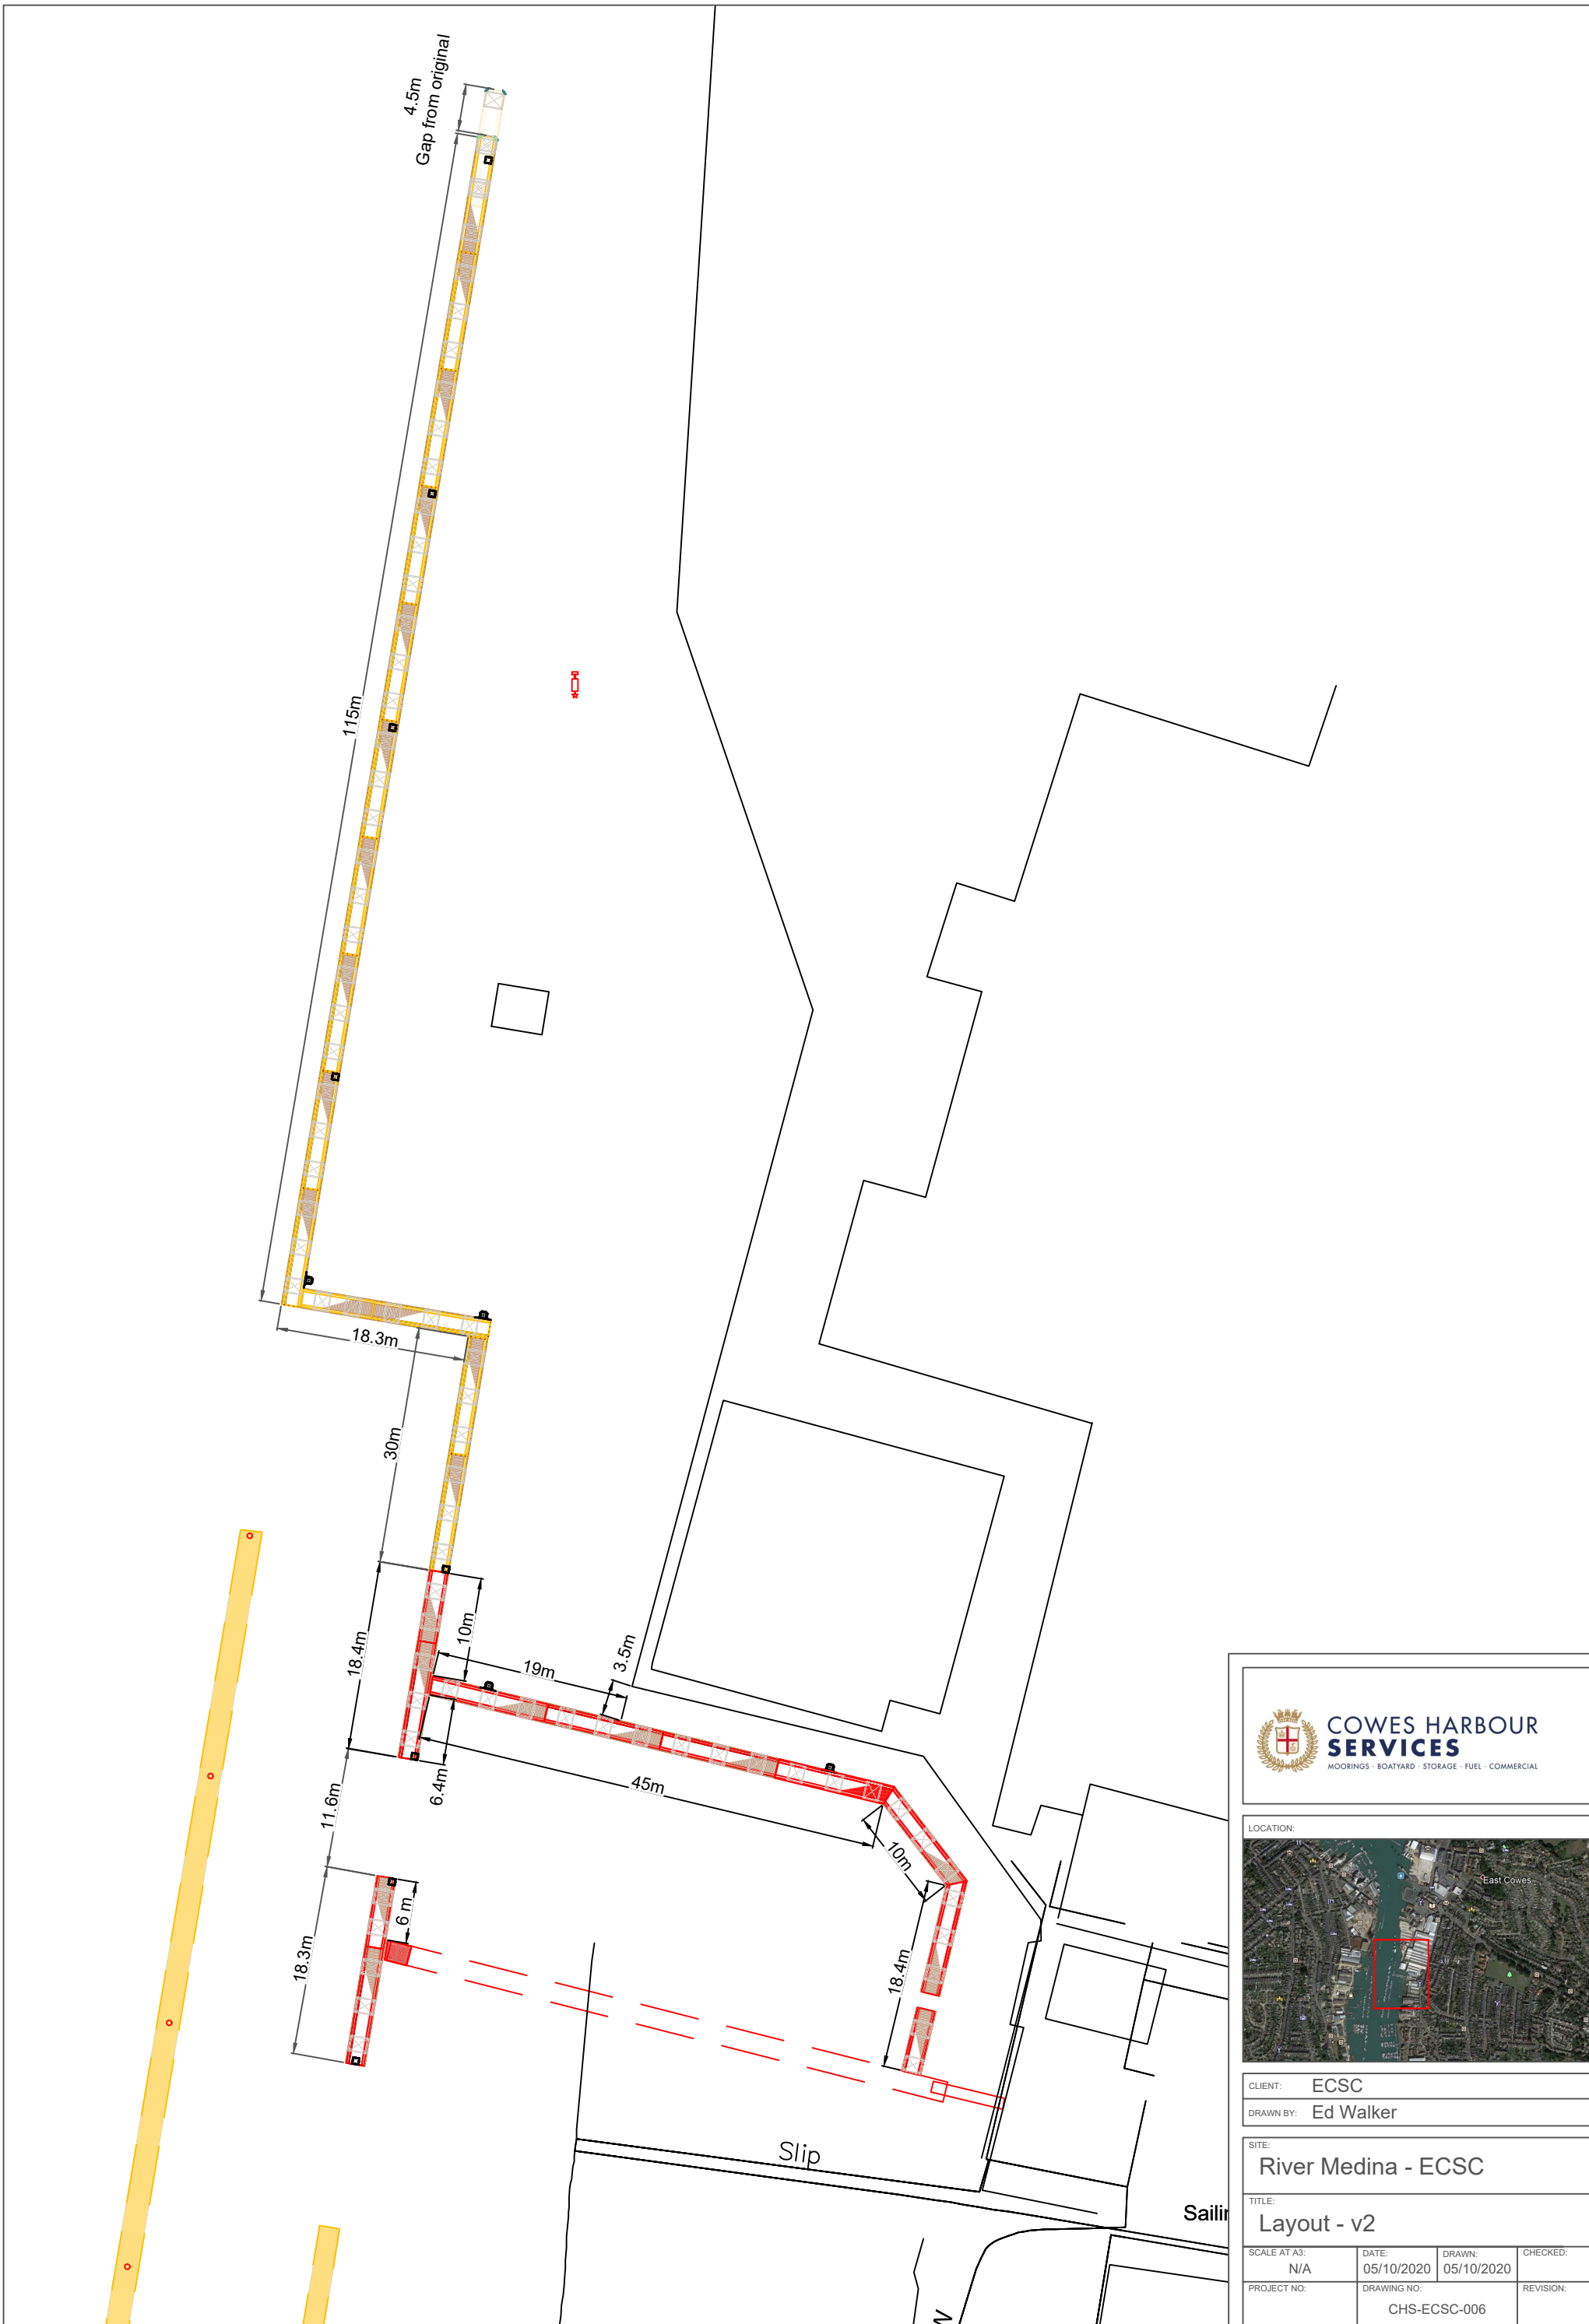 4.5m
Gap from original
115m
18.3m
30m
18.4m
10m
19m
3.5m
6.4m
45m
11.6m
10m
6 m
18.3m
18.4m
Slip
Sailin
W
COWES HARBOUR
SERVICES
MOORINGS · BOATYARD · STORAGE · FUEL · COMMERCIAL
LOCATION:
East Cowes
CLIENT: ECSC
DRAWN BY: Ed Walker
SITE:
River Medina - ECSC
TITLE:
Layout - v2
SCALE AT A3: DATE: DRAWN: CHECKED:
N/A 05/10/2020 05/10/2020
PROJECT NO: DRAWING NO: REVISION:
CHS-ECSC-006